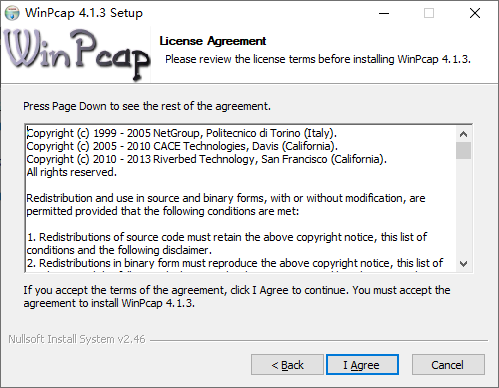 WinPcap 4.1.3 Setup
WinPcap
License Agreement
Please review the license terms before installing WinPcap 4.1.3.
Press Page Down to see the rest of the agreement.
Copyright (c) 1999 - 2005 NetGroup, Politecnico di Torino (Italy).
Copyright (c) 2005 - 2010 CACE Technologies, Davis (California).
Copyright (c) 2010 - 2013 Riverbed Technology, San Francisco (California).
All rights reserved.
Redistribution and use in source and binary forms, with or without modification, are
permitted provided that the following conditions are met:
1. Redistributions of source code must retain the above copyright notice, this list of
conditions and the following disclaimer.
2. Redistributions in binary form must reproduce the above copyright notice, this list of
If you accept the terms of the agreement, click I Agree to continue. You must accept the
agreement to install WinPcap 4.1.3.
Nullsoft Install System v2.46
< Back
I Agree
Cancel